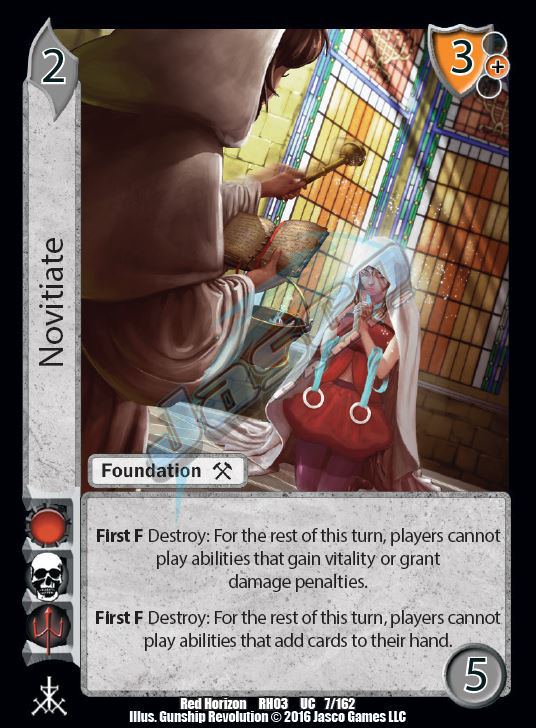 2
3
+
Novitiate
Foundation
First F Destroy: For the rest of this turn, players cannot
play abilities that gain vitality or grant
damage penalties.
First F Destroy: For the rest of this turn, players cannot
play abilities that add cards to their hand.
5
Red Horizon RH03 UC 7/162
Illus. Gunship Revolution © 2016 Jasco Games LLC